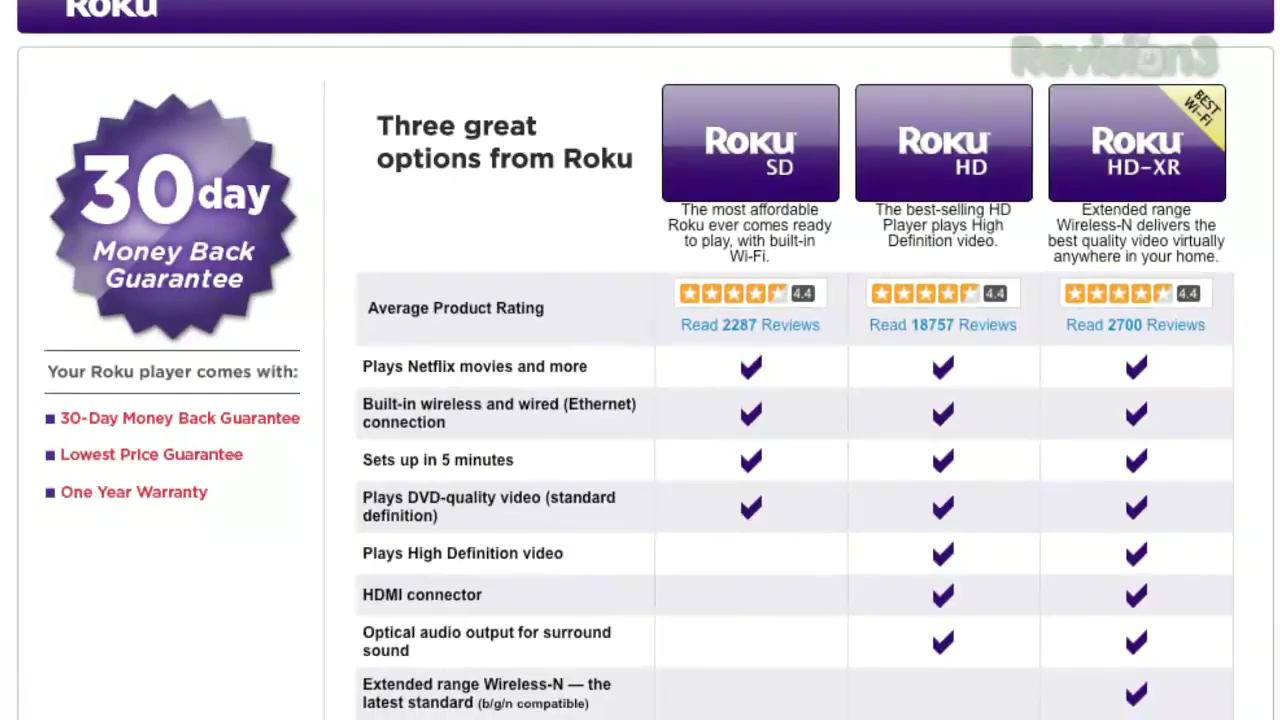 Roku
Revision3
30 day
Money Back
Guarantee
Your Roku player comes with:
30-Day Money Back Guarantee
Lowest Price Guarantee
One Year Warranty
Three great
options from Roku
Roku
SD
Roku
HD
Roku
HD-XR
BEST
Wi-Fi
The most affordable
Roku ever comes ready
to play, with built-in
Wi-Fi.
The best-selling HD
Player plays High
Definition video.
Extended range
Wireless-N delivers the
best quality video virtually
anywhere in your home.
Average Product Rating
4.4
4.4
4.4
Read 2287 Reviews
Read 18757 Reviews
Read 2700 Reviews
Plays Netflix movies and more
Built-in wireless and wired (Ethernet)
connection
Sets up in 5 minutes
Plays DVD-quality video (standard
definition)
Plays High Definition video
HDMI connector
Optical audio output for surround
sound
Extended range Wireless-N — the
latest standard (b/g/n compatible)